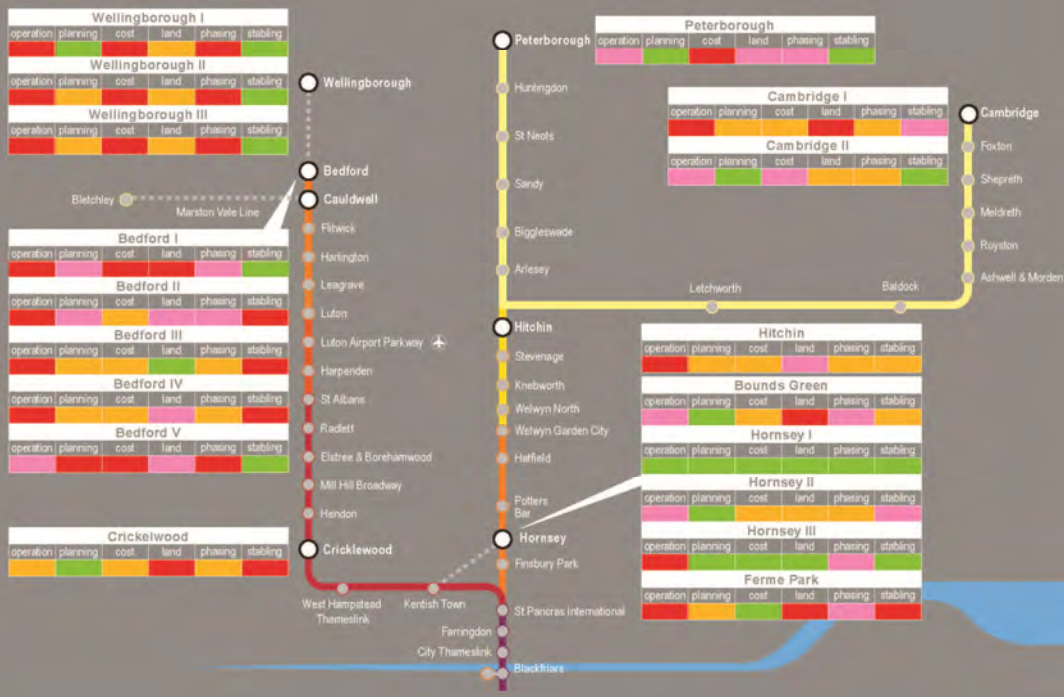 Wellingborough I
operation planning cost land phasing stabling
Wellingborough II
operation planning cost land phasing stabling
Wellingborough III
operation planning cost land phasing stabling
Wellingborough
Bedford
Cauldwell
Bletchley
Marston Vale Line
Flitwick
Harlington
Leagrave
Luton
Luton Airport Parkway
Harpenden
St Albans
Radlett
Elstree & Borehamwood
Mill Hill Broadway
Hendon
Cricklewood
West Hampstead
Thameslink
Kentish Town
Bedford I
operation planning cost land phasing stabling
Bedford II
operation planning cost land phasing stabling
Bedford III
operation planning cost land phasing stabling
Bedford IV
operation planning cost land phasing stabling
Bedford V
operation planning cost land phasing stabling
Crickelwood
operation planning cost land phasing stabling
Peterborough
Huntingdon
St Neots
Sandy
Biggleswade
Arlesey
Hitchin
Stevenage
Knebworth
Welwyn North
Welwyn Garden City
Hatfield
Potters
Bar
Hornsey
Finsbury Park
St Pancras International
Farringdon
City Thameslink
Blackfriars
Peterborough
operation planning cost land phasing stabling
Cambridge I
operation planning cost land phasing stabling
Cambridge II
operation planning cost land phasing stabling
Cambridge
Foxton
Shepreth
Meldreth
Royston
Ashwell & Morden
Letchworth
Baldock
Hitchin
operation planning cost land phasing stabling
Bounds Green
operation planning cost land phasing stabling
Hornsey I
operation planning cost land phasing stabling
Hornsey II
operation planning cost land phasing stabling
Hornsey III
operation planning cost land phasing stabling
Ferme Park
operation planning cost land phasing stabling